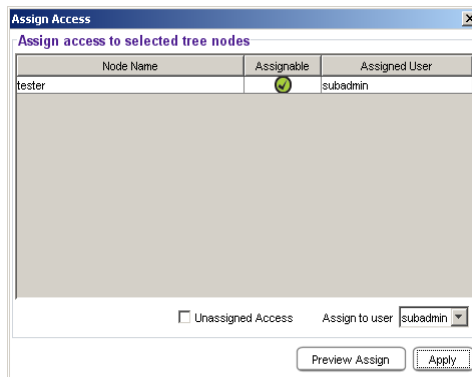 Assign Access
Assign access to selected tree nodes
Node Name Assignable Assigned User
tester subadmin
Unassigned Access Assign to user subadmin
Preview Assign Apply